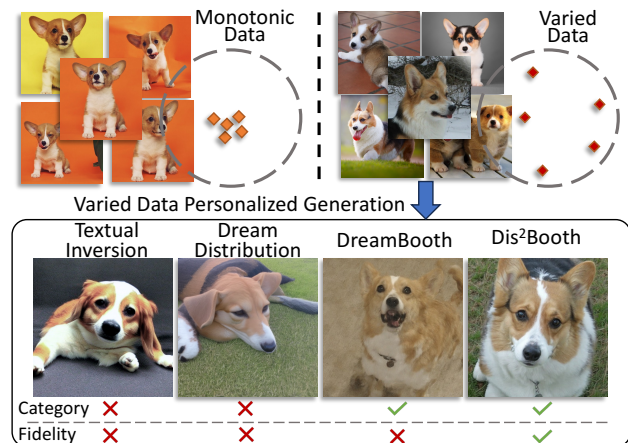 Monotonic
Data
Varied
Data
Varied Data Personalized Generation
Textual
Inversion
Dream
Distribution
DreamBooth
Dis²Booth
Category
Fidelity